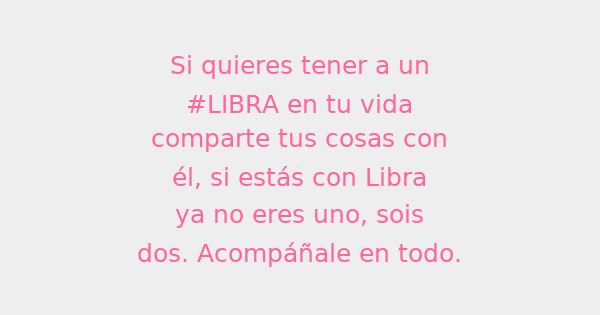 Si quieres tener a un
#LIBRA en tu vida
comparte tus cosas con
él, si estás con Libra
ya no eres uno, sois
dos. Acompáñale en todo.